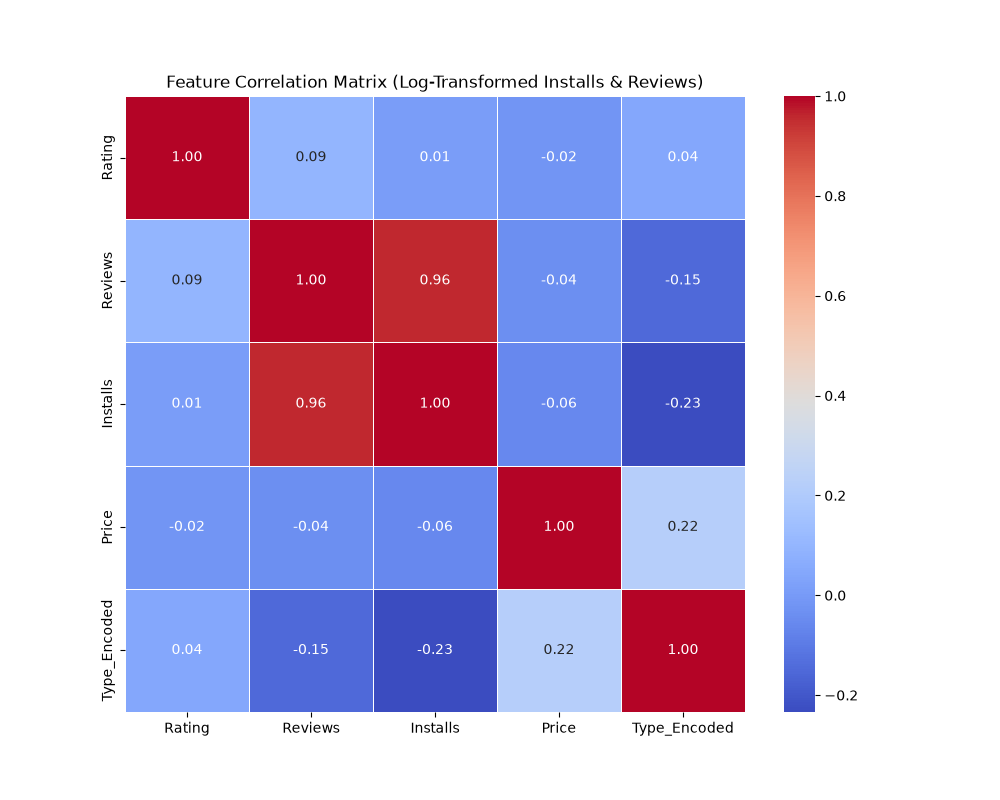 Feature Correlation Matrix (Log-Transformed Installs & Reviews)
Rating
1.00
0.09
0.01
-0.02
0.04
Reviews
0.09
1.00
0.96
-0.04
-0.15
Installs
0.01
0.96
1.00
-0.06
-0.23
Price
-0.02
-0.04
-0.06
1.00
0.22
Type_Encoded
0.04
-0.15
-0.23
0.22
1.00
Rating
Reviews
Installs
Price
Type_Encoded
1.0
0.8
0.6
0.4
0.2
0.0
−0.2